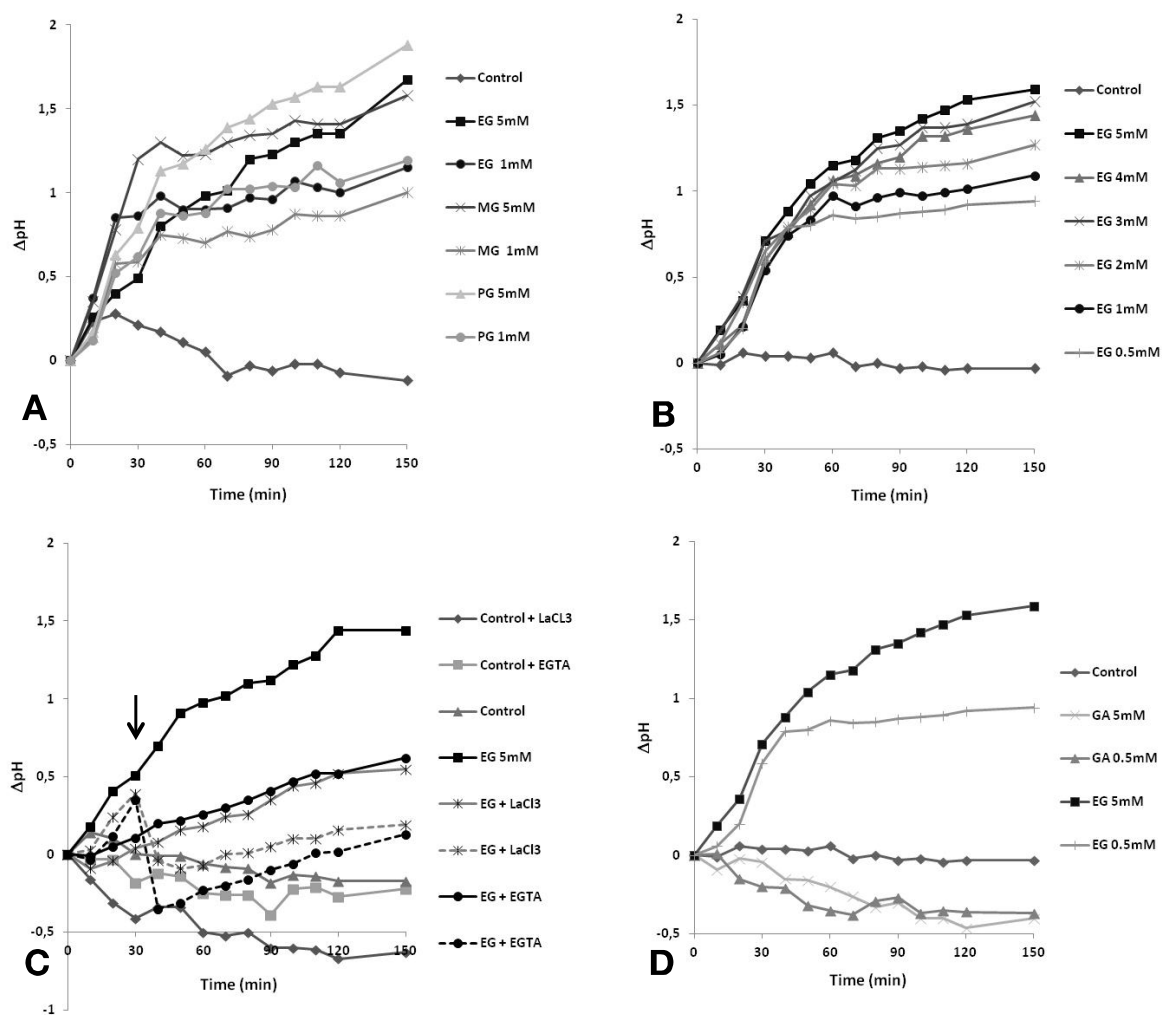 2
1,5
1
0,5
0
-0,5
ΔpH
0 30 60 90 120 150
Time (min)
Control
EG 5mM
EG 1mM
MG 5mM
MG 1mM
PG 5mM
PG 1mM
A
2
1,5
1
0,5
0
-0,5
ΔpH
0 30 60 90 120 150
Time (min)
Control
EG 5mM
EG 4mM
EG 3mM
EG 2mM
EG 1mM
EG 0.5mM
B
2
1,5
1
0,5
0
-0,5
-1
ΔpH
0 30 60 90 120 150
Time (min)
Control + LaCL3
Control + EGTA
Control
EG 5mM
EG + LaCl3
EG + LaCl3
EG + EGTA
EG + EGTA
C
2
1,5
1
0,5
0
-0,5
ΔpH
0 30 60 90 120 150
Time (min)
Control
GA 5mM
GA 0.5mM
EG 5mM
EG 0.5mM
D